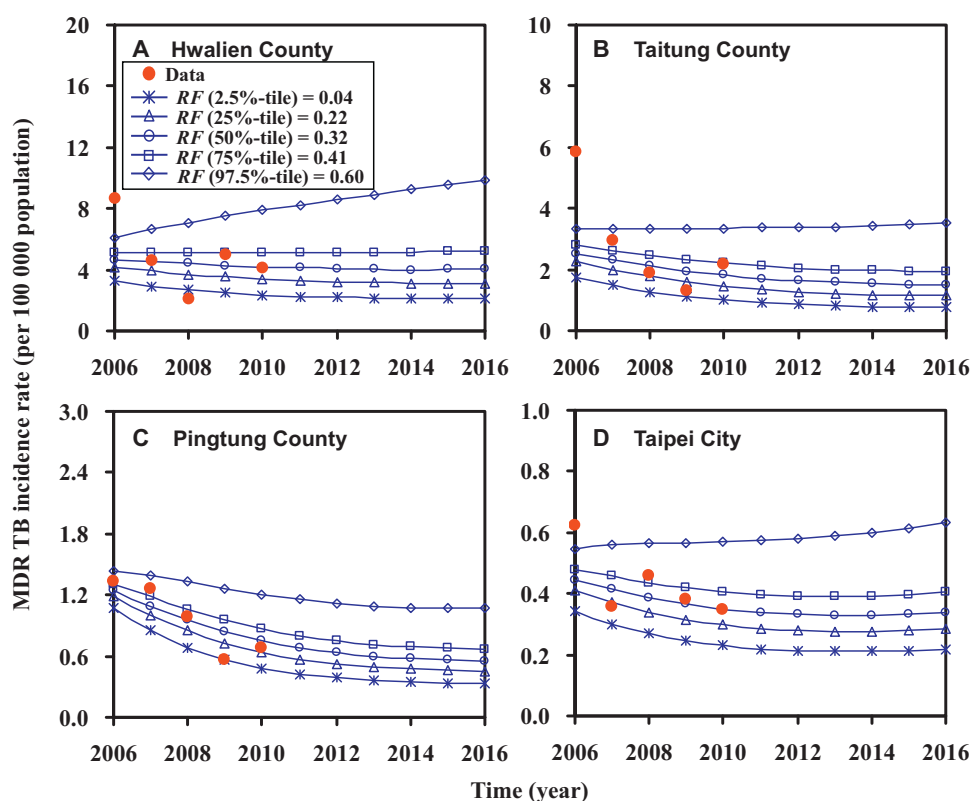 MDR TB incidence rate (per 100 000 population)
A Hwalien County
Data
RF (2.5%-tile) = 0.04
RF (25%-tile) = 0.22
RF (50%-tile) = 0.32
RF (75%-tile) = 0.41
RF (97.5%-tile) = 0.60
20
16
12
8
4
0
2006 2008 2010 2012 2014 2016
B Taitung County
10
8
6
4
2
0
2006 2008 2010 2012 2014 2016
C Pingtung County
3.0
2.4
1.8
1.2
0.6
0.0
2006 2008 2010 2012 2014 2016
D Taipei City
1.0
0.8
0.6
0.4
0.2
0.0
2006 2008 2010 2012 2014 2016
Time (year)